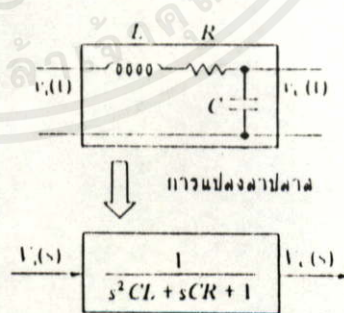 L R
v_i(t) C v_o(t)
การแปลงลาปลาส
V_i(s) 1 V_o(s)
s²CL + sCR + 1